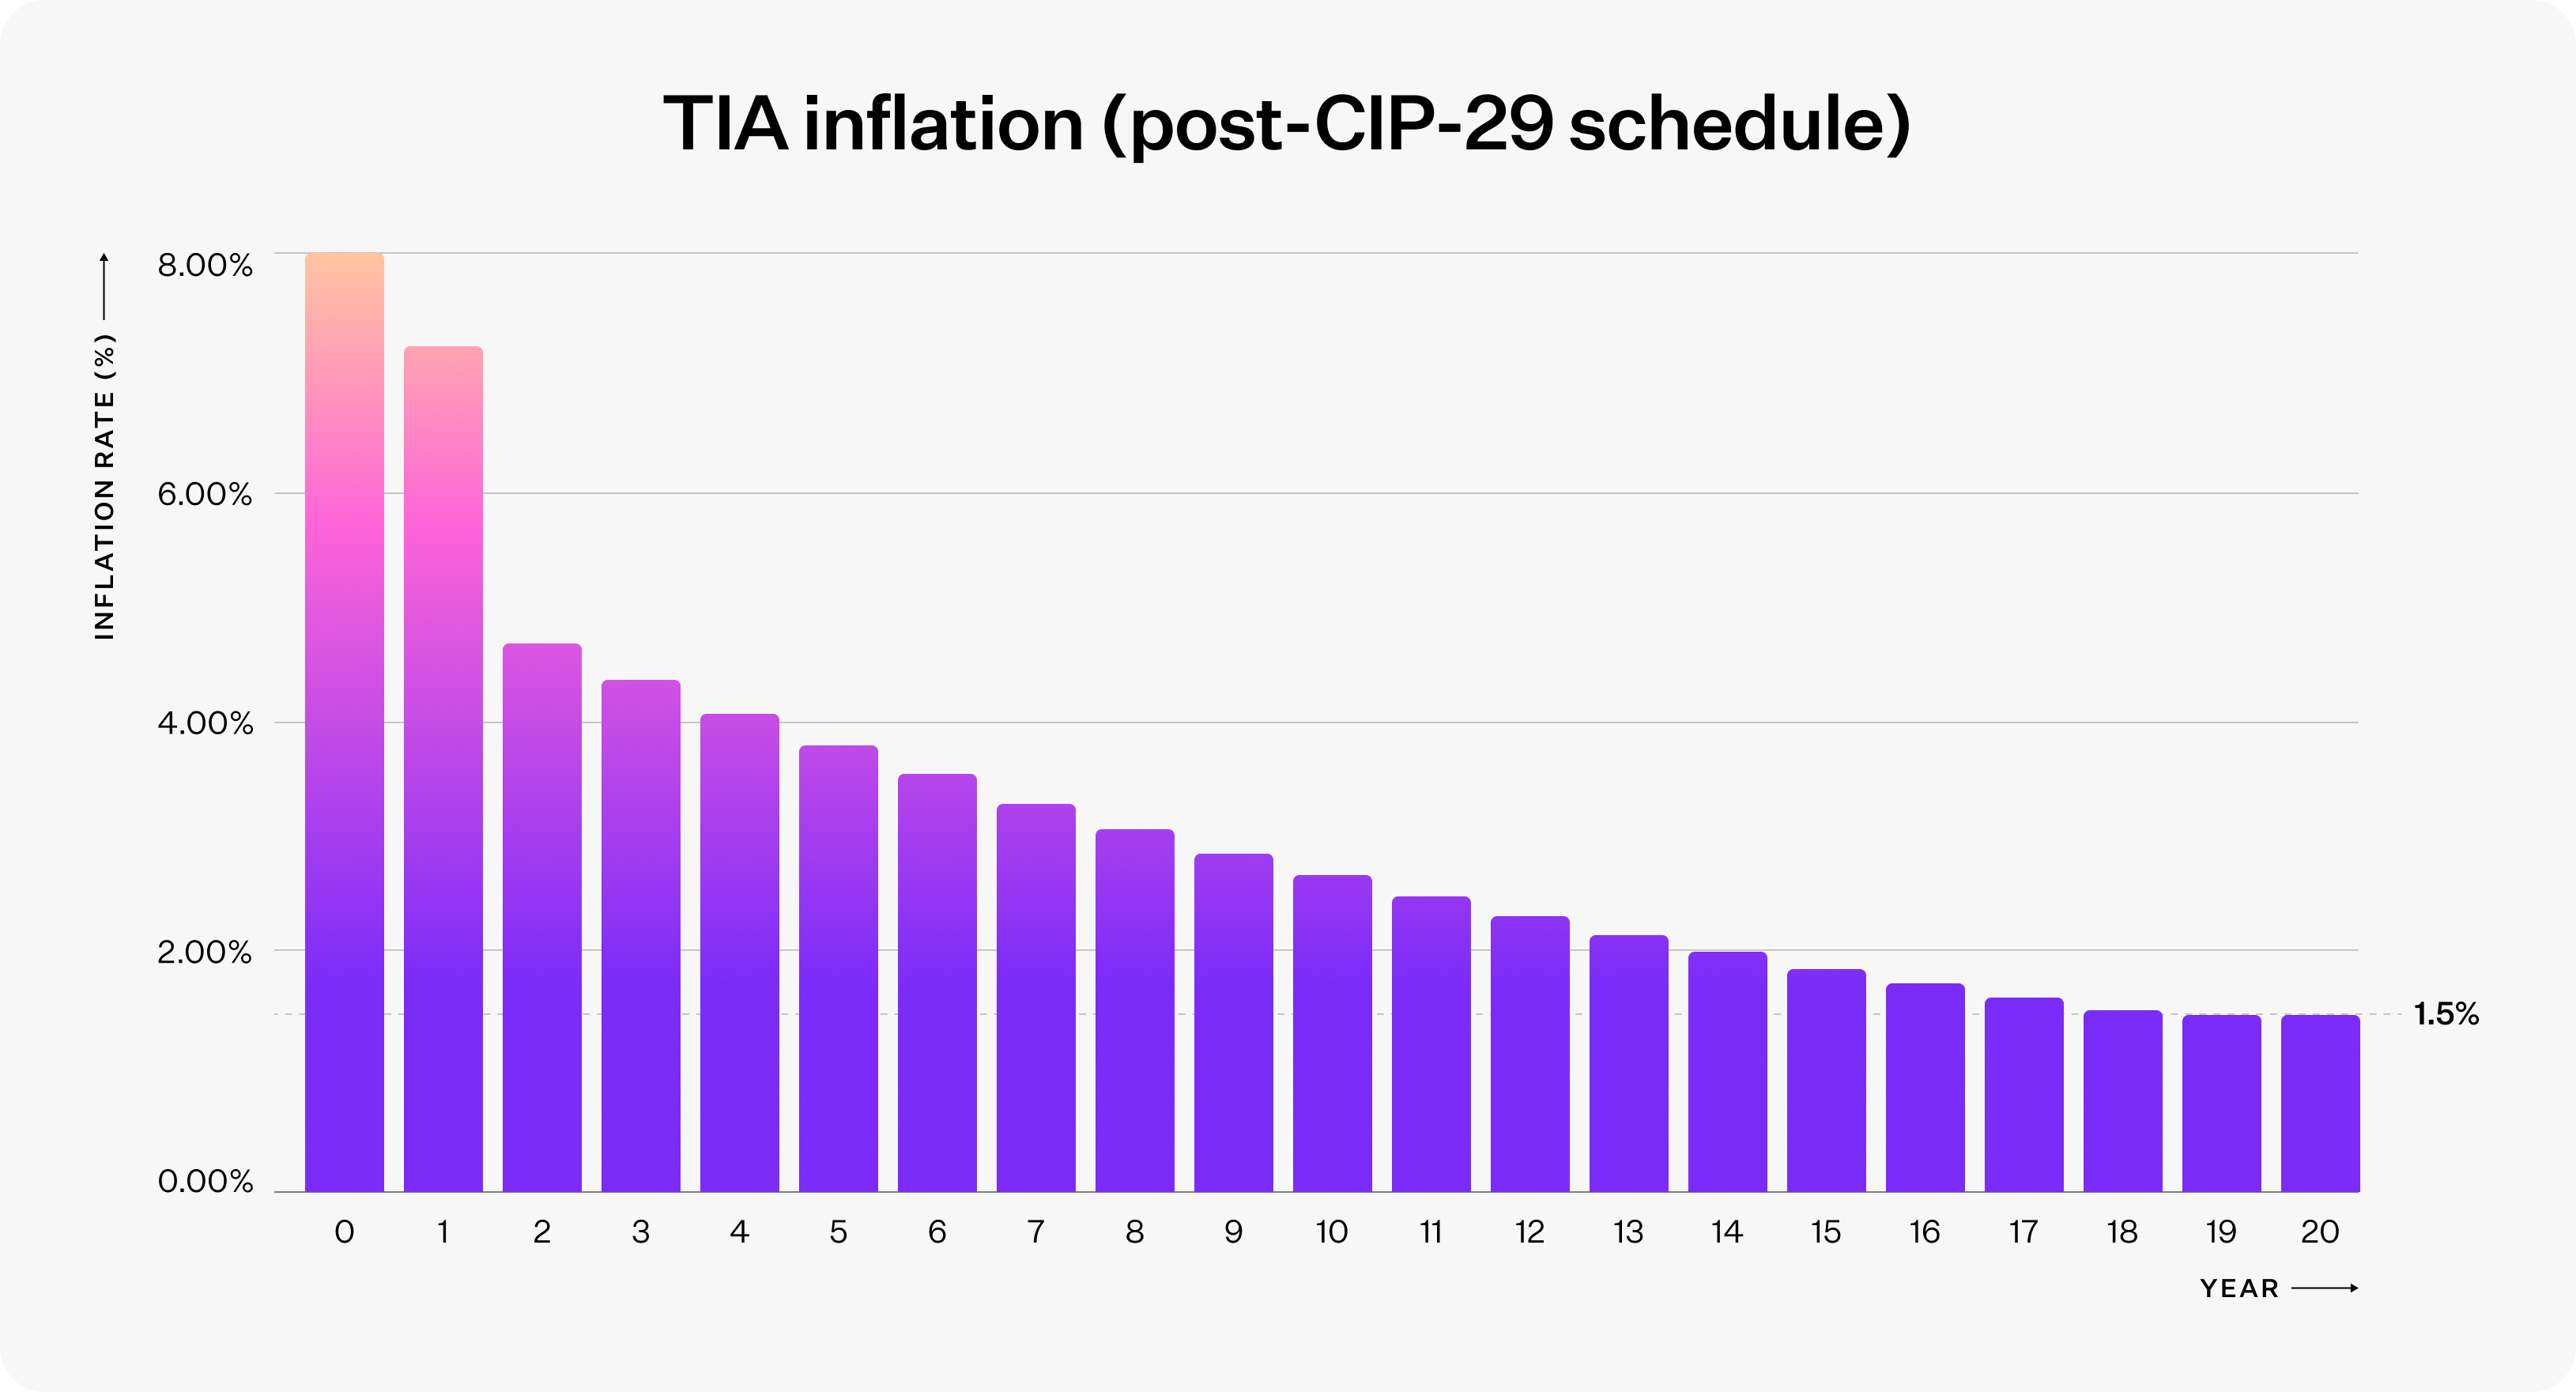 TIA inflation (post-CIP-29 schedule)
INFLATION RATE (%)
8.00%
6.00%
4.00%
2.00%
0.00%
1.5%
0 1 2 3 4 5 6 7 8 9 10 11 12 13 14 15 16 17 18 19 20
YEAR